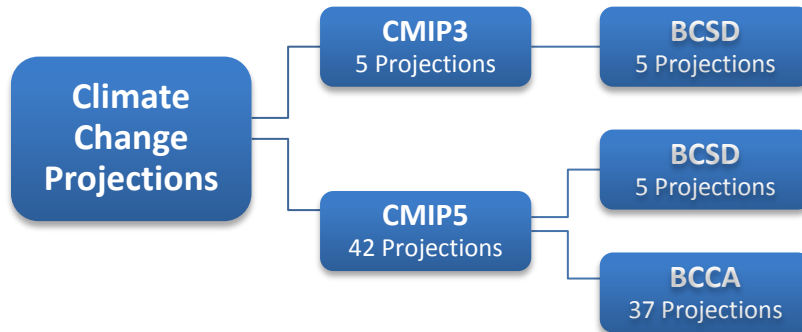 Climate
Change
Projections
CMIP3
5 Projections
BCSD
5 Projections
CMIP5
42 Projections
BCSD
5 Projections
BCCA
37 Projections